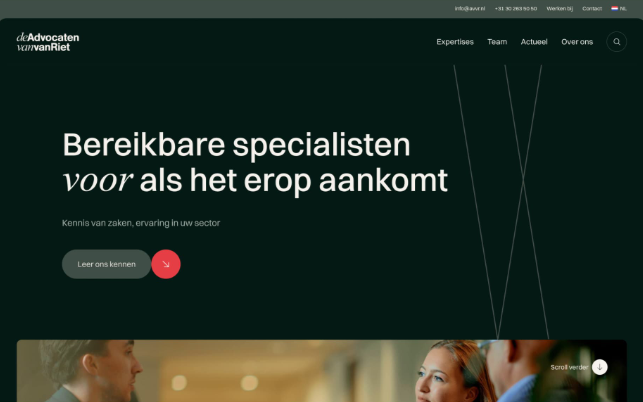 info@avvr.nl +31 30 263 50 50 Werken bij Contact NL
deAdvocaten
vanvanRiet
Expertises Team Actueel Over ons
Bereikbare specialisten
voor als het erop aankomt
Kennis van zaken, ervaring in uw sector
Leer ons kennen
Scroll verder